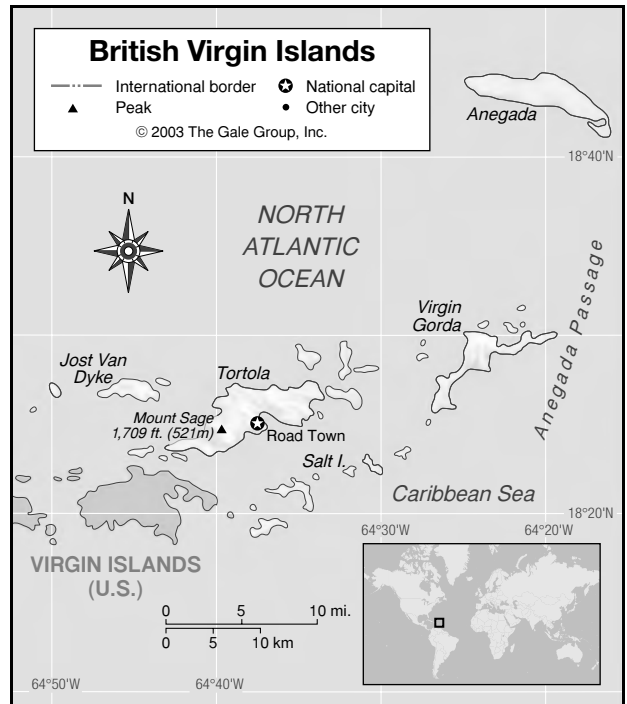 British Virgin Islands
International border
National capital
Peak
Other city
© 2003 The Gale Group, Inc.
Anegada
18°40'N
N
NORTH
ATLANTIC
OCEAN
Anegada Passage
Virgin
Gorda
Jost Van
Dyke
Tortola
Mount Sage
1,709 ft. (521m)
Road Town
Salt I.
Caribbean Sea
18°20'N
64°30'W
64°20'W
VIRGIN ISLANDS
(U.S.)
0 5 10 mi.
0 5 10 km
64°50'W
64°40'W